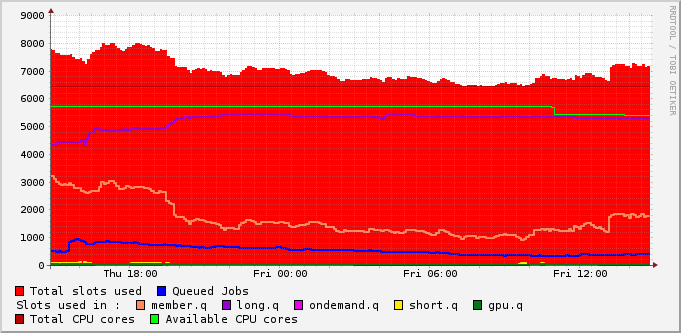 9000
8000
7000
6000
5000
4000
3000
2000
1000
0
Thu 18:00 Fri 00:00 Fri 06:00 Fri 12:00
Total slots used Queued Jobs
Slots used in : member.q long.q ondemand.q short.q gpu.q
Total CPU cores Available CPU cores
RRDTOOL / TOBI OETIKER